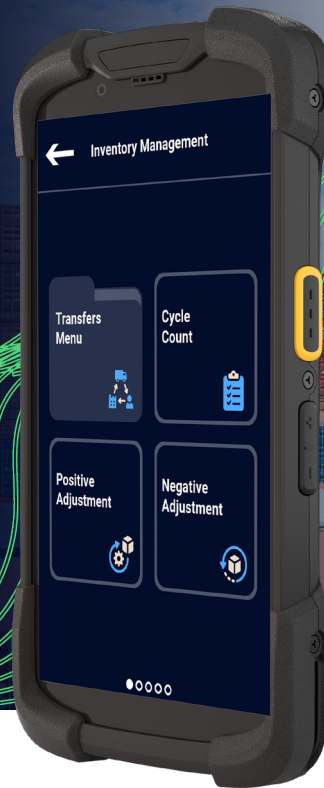 Inventory Management
Transfers
Menu
Cycle
Count
Positive
Adjustment
Negative
Adjustment